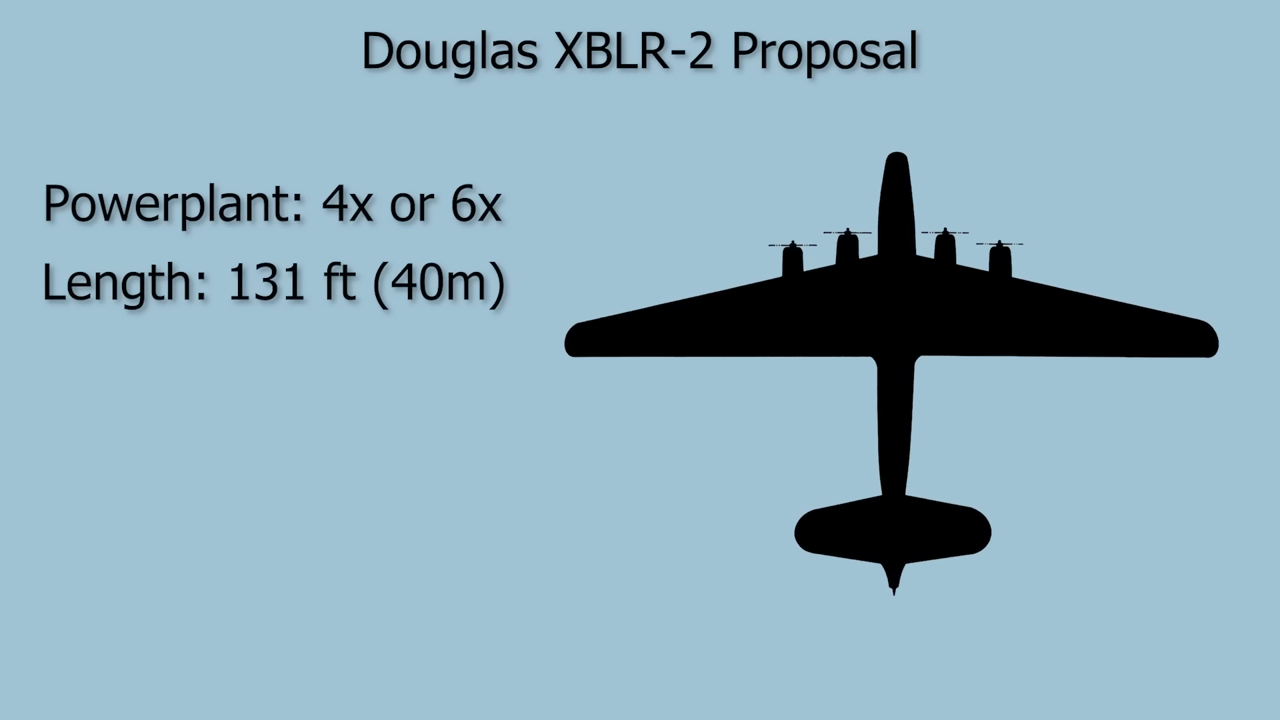 Douglas XBLR-2 Proposal
Powerplant: 4x or 6x
Length: 131 ft (40m)